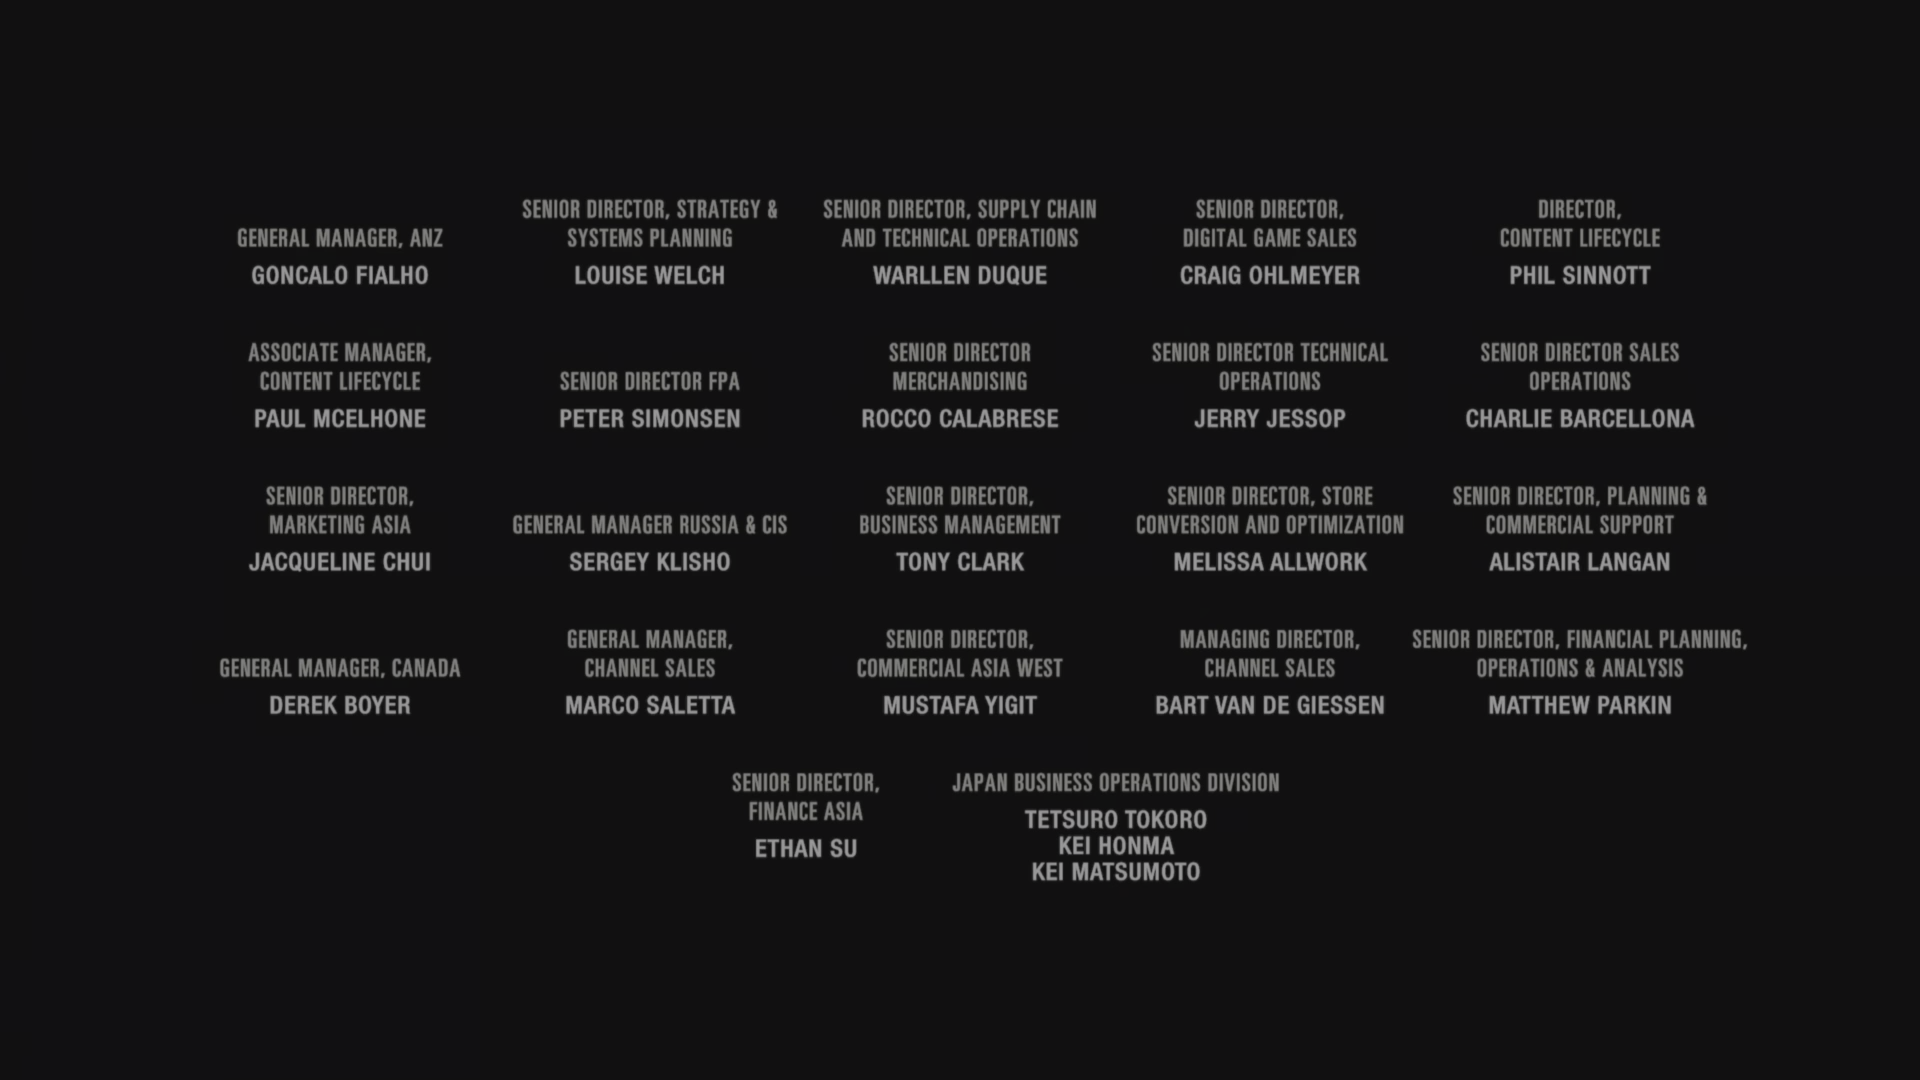 GENERAL MANAGER, ANZ
GONCALO FIALHO
SENIOR DIRECTOR, STRATEGY &
SYSTEMS PLANNING
LOUISE WELCH
SENIOR DIRECTOR, SUPPLY CHAIN
AND TECHNICAL OPERATIONS
WARLLEN DUQUE
SENIOR DIRECTOR,
DIGITAL GAME SALES
CRAIG OHLMEYER
DIRECTOR,
CONTENT LIFECYCLE
PHIL SINNOTT
ASSOCIATE MANAGER,
CONTENT LIFECYCLE
PAUL MCELHONE
SENIOR DIRECTOR FPA
PETER SIMONSEN
SENIOR DIRECTOR
MERCHANDISING
ROCCO CALABRESE
SENIOR DIRECTOR TECHNICAL
OPERATIONS
JERRY JESSOP
SENIOR DIRECTOR SALES
OPERATIONS
CHARLIE BARCELLONA
SENIOR DIRECTOR,
MARKETING ASIA
JACQUELINE CHUI
GENERAL MANAGER RUSSIA & CIS
SERGEY KLISHO
SENIOR DIRECTOR,
BUSINESS MANAGEMENT
TONY CLARK
SENIOR DIRECTOR, STORE
CONVERSION AND OPTIMIZATION
MELISSA ALLWORK
SENIOR DIRECTOR, PLANNING &
COMMERCIAL SUPPORT
ALISTAIR LANGAN
GENERAL MANAGER, CANADA
DEREK BOYER
GENERAL MANAGER,
CHANNEL SALES
MARCO SALETTA
SENIOR DIRECTOR,
COMMERCIAL ASIA WEST
MUSTAFA YIGIT
MANAGING DIRECTOR,
CHANNEL SALES
BART VAN DE GIESSEN
SENIOR DIRECTOR, FINANCIAL PLANNING,
OPERATIONS & ANALYSIS
MATTHEW PARKIN
SENIOR DIRECTOR,
FINANCE ASIA
ETHAN SU
JAPAN BUSINESS OPERATIONS DIVISION
TETSURO TOKORO
KEI HONMA
KEI MATSUMOTO